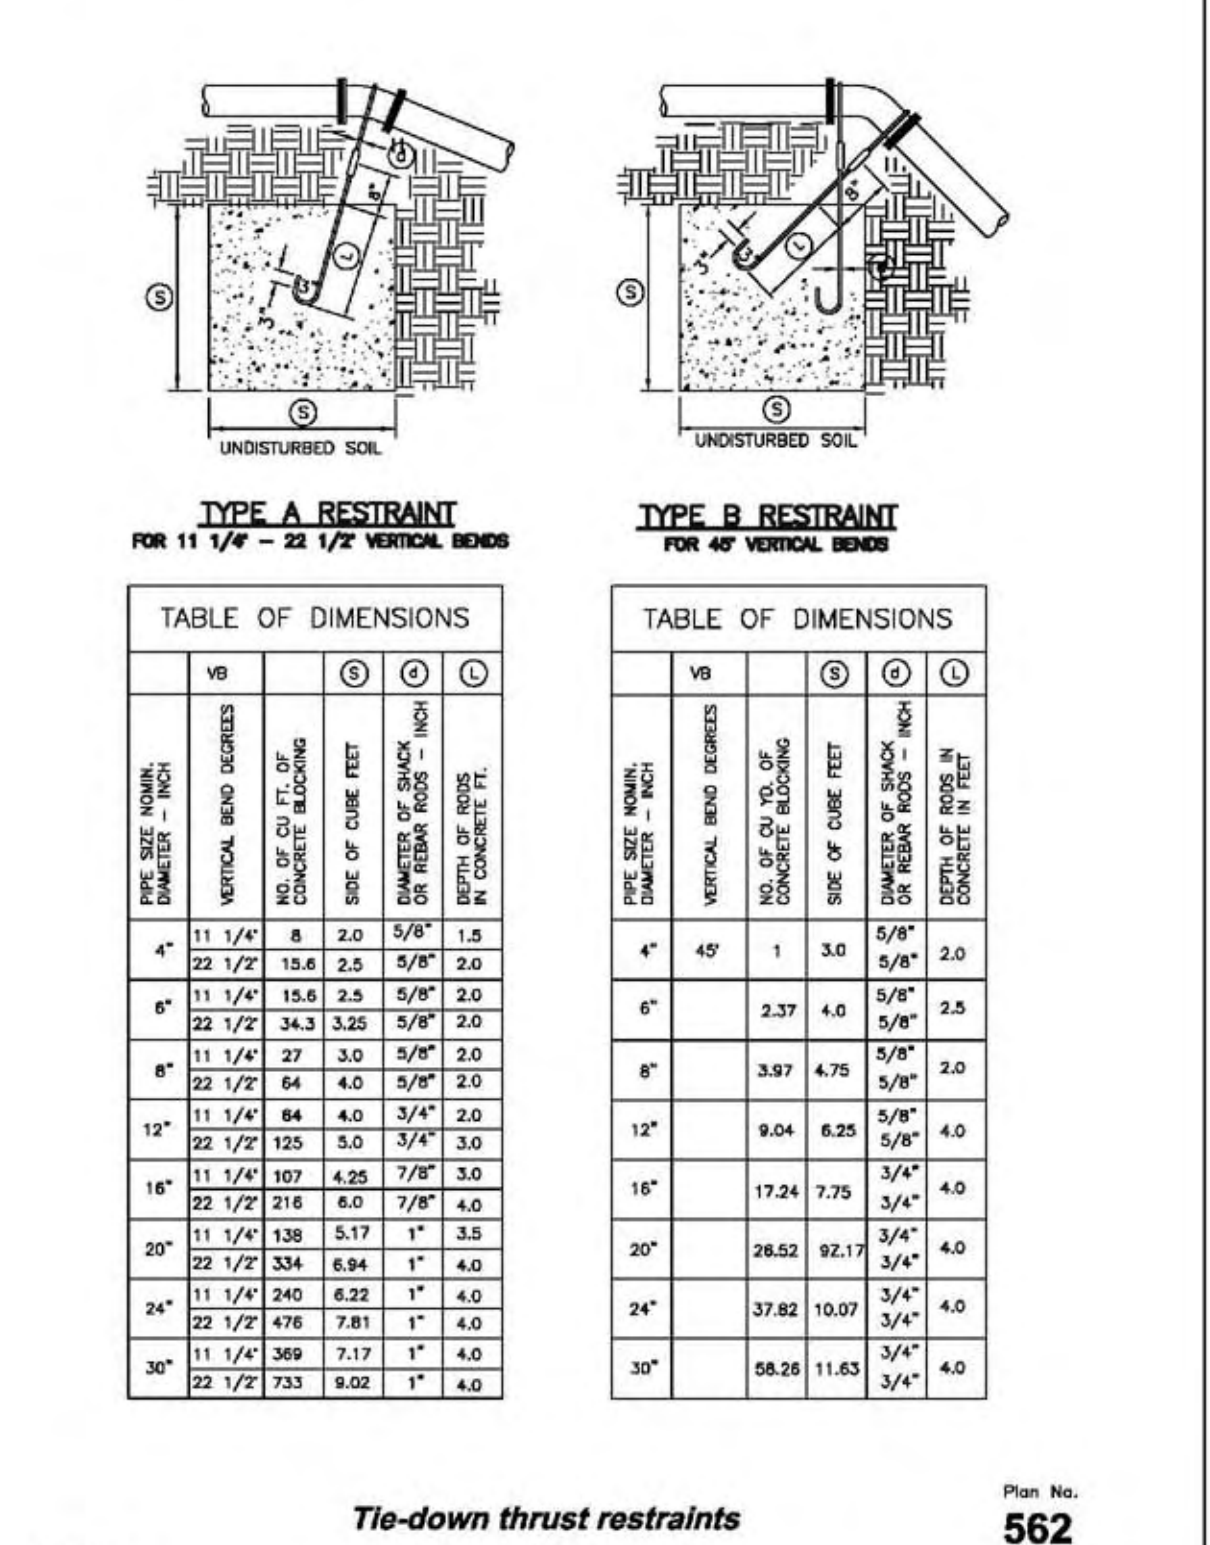 d
8"
L
3"
3"
S
S
UNDISTURBED SOIL
8"
L
3"
3"
S
S
UNDISTURBED SOIL
TYPE A RESTRAINT
FOR 11 1/4° - 22 1/2° VERTICAL BENDS
TYPE B RESTRAINT
FOR 45° VERTICAL BENDS
TABLE OF DIMENSIONS
VB S d L
PIPE SIZE NOMIN. DIAMETER - INCH
VERTICAL BEND DEGREES
NO. OF CU FT. OF CONCRETE BLOCKING
SIDE OF CUBE FEET
DIAMETER OF SHACK OR REBAR RODS - INCH
DEPTH OF RODS IN CONCRETE FT.
4" 11 1/4° 8 2.0 5/8" 1.5
22 1/2° 15.6 2.5 5/8" 2.0
6" 11 1/4° 15.6 2.5 5/8" 2.0
22 1/2° 34.3 3.25 5/8" 2.0
8" 11 1/4° 27 3.0 5/8" 2.0
22 1/2° 64 4.0 5/8" 2.0
12" 11 1/4° 64 4.0 3/4" 2.0
22 1/2° 125 5.0 3/4" 3.0
16" 11 1/4° 107 4.25 7/8" 3.0
22 1/2° 216 6.0 7/8" 4.0
20" 11 1/4° 138 5.17 1" 3.5
22 1/2° 334 6.94 1" 4.0
24" 11 1/4° 240 6.22 1" 4.0
22 1/2° 476 7.81 1" 4.0
30" 11 1/4° 369 7.17 1" 4.0
22 1/2° 733 9.02 1" 4.0
TABLE OF DIMENSIONS
VB S d L
PIPE SIZE NOMIN. DIAMETER - INCH
VERTICAL BEND DEGREES
NO. OF CU YD. OF CONCRETE BLOCKING
SIDE OF CUBE FEET
DIAMETER OF SHACK OR REBAR RODS - INCH
DEPTH OF RODS IN CONCRETE IN FEET
4" 45° 1 3.0 5/8" 5/8" 2.0
6" 2.37 4.0 5/8" 5/8" 2.5
8" 3.97 4.75 5/8" 5/8" 2.0
12" 9.04 6.25 5/8" 5/8" 4.0
16" 17.24 7.75 3/4" 3/4" 4.0
20" 26.52 92.17 3/4" 3/4" 4.0
24" 37.82 10.07 3/4" 3/4" 4.0
30" 58.26 11.63 3/4" 3/4" 4.0
Tie-down thrust restraints
Plan No.
562